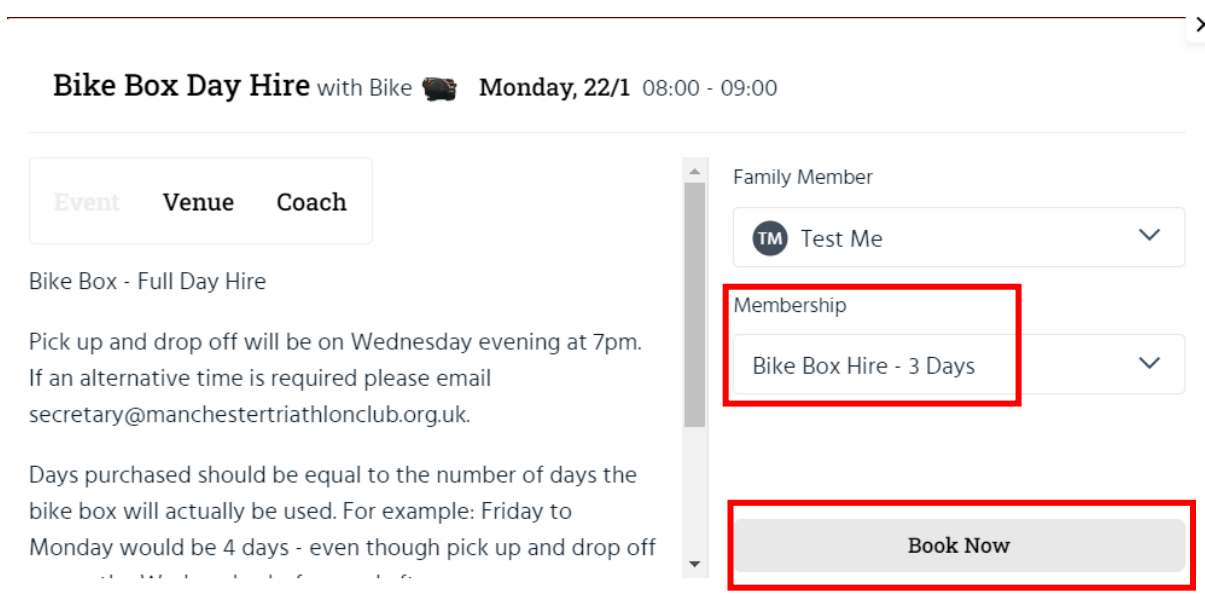 Bike Box Day Hire with Bike Monday, 22/1 08:00 - 09:00
Event Venue Coach
Bike Box - Full Day Hire
Pick up and drop off will be on Wednesday evening at 7pm.
If an alternative time is required please email
secretary@manchestertriathlonclub.org.uk.
Days purchased should be equal to the number of days the
bike box will actually be used. For example: Friday to
Monday would be 4 days - even though pick up and drop off
Family Member
TM Test Me
Membership
Bike Box Hire - 3 Days
Book Now